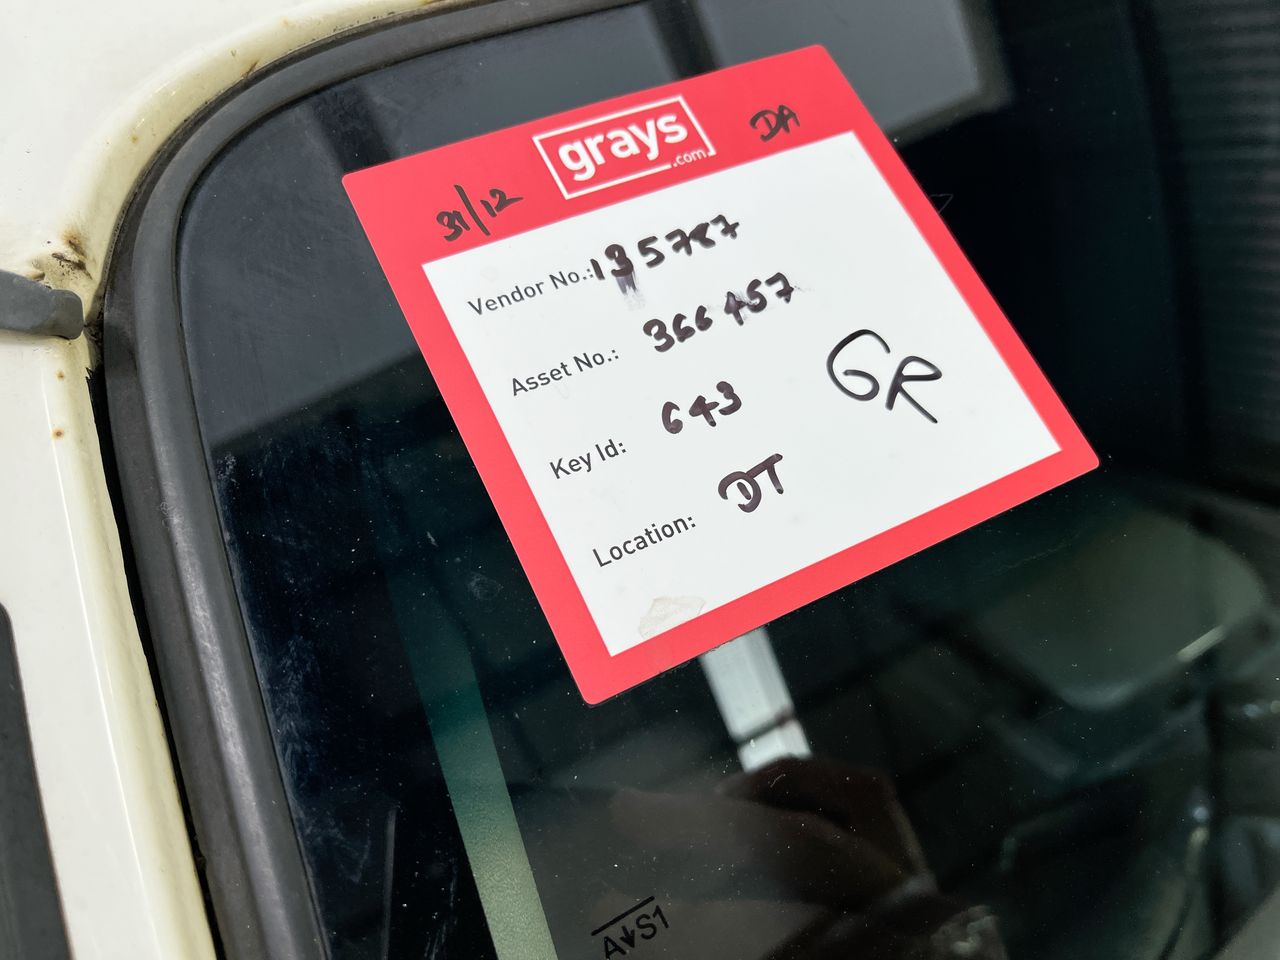 grays
.com
DA
31/12
Vendor No.: 135787
Asset No.: 366457
Key Id: 643
GR
Location: DT
A↓S1